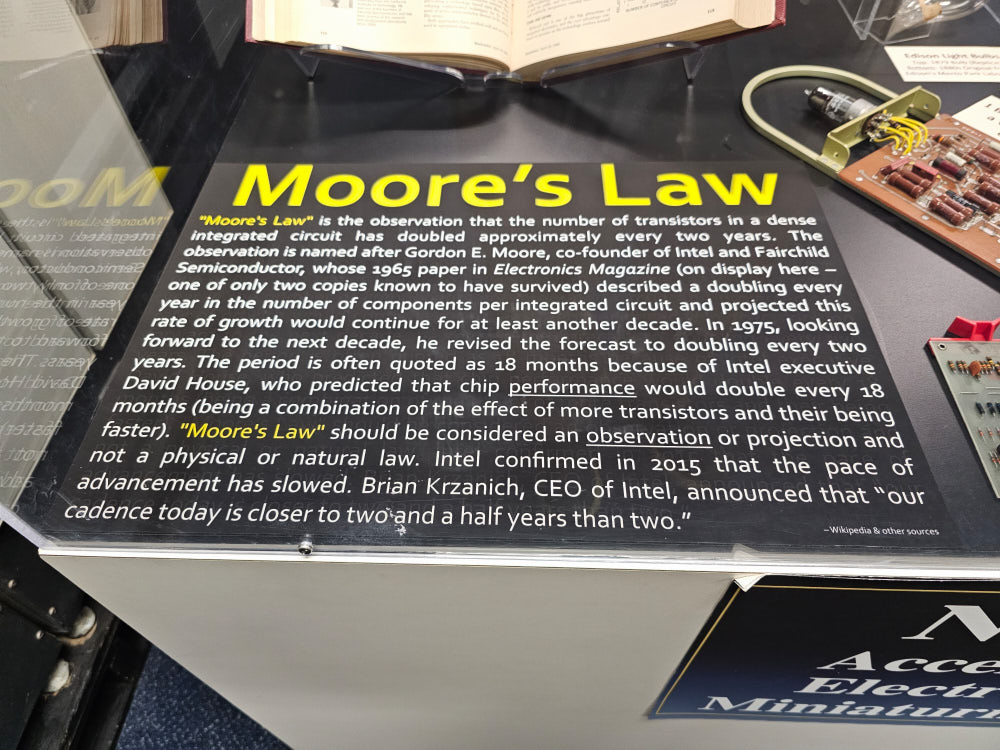 NUMBER OF COMPONENTS
Edison Light Bulbs
Moore's Law
"Moore's Law" is the observation that the number of transistors in a dense
integrated circuit has doubled approximately every two years. The
observation is named after Gordon E. Moore, co-founder of Intel and Fairchild
Semiconductor, whose 1965 paper in Electronics Magazine (on display here –
one of only two copies known to have survived) described a doubling every
year in the number of components per integrated circuit and projected this
rate of growth would continue for at least another decade. In 1975, looking
forward to the next decade, he revised the forecast to doubling every two
years. The period is often quoted as 18 months because of Intel executive
David House, who predicted that chip performance would double every 18
months (being a combination of the effect of more transistors and their being
faster). "Moore's Law" should be considered an observation or projection and
not a physical or natural law. Intel confirmed in 2015 that the pace of
advancement has slowed. Brian Krzanich, CEO of Intel, announced that “our
cadence today is closer to two and a half years than two.”
–Wikipedia & other sources
Acce
Electr
Miniatur